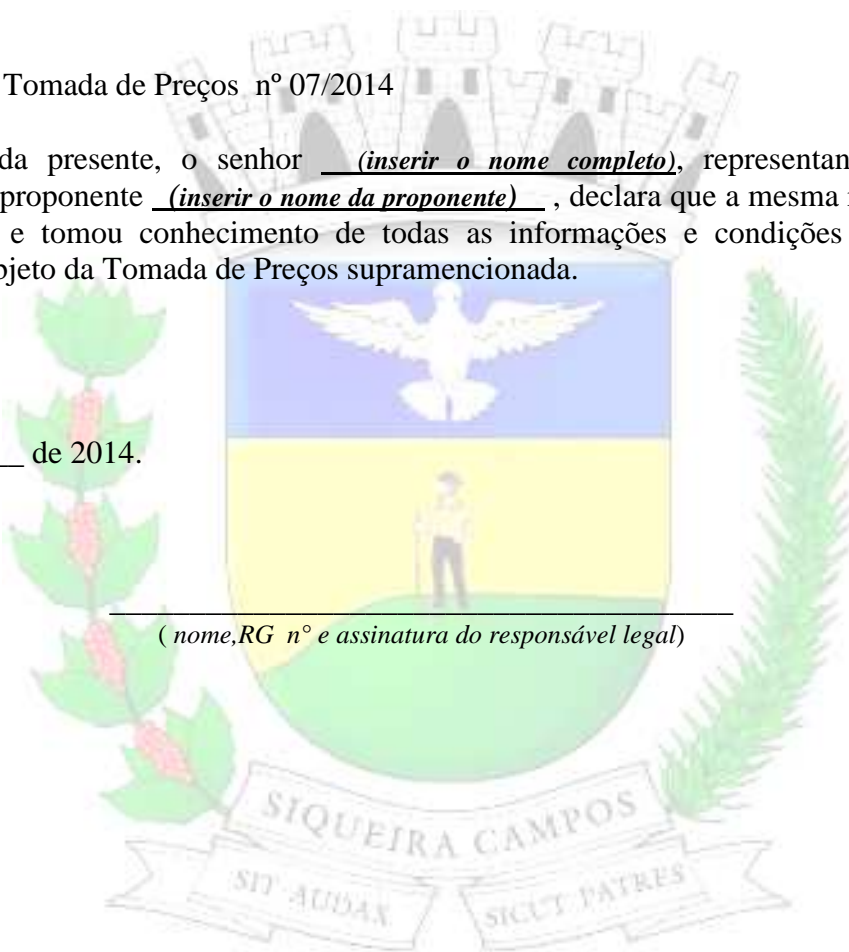 Tomada de Preços nº 07/2014
da presente, o senhor (inserir o nome completo), representan
proponente (inserir o nome da proponente) , declara que a mesma
e tomou conhecimento de todas as informações e condições
jeto da Tomada de Preços supramencionada.
__ de 2014.
( nome,RG n° e assinatura do responsável legal)
SIQUEIRA CAMPOS
SIT AUDAX SICUT PATRES